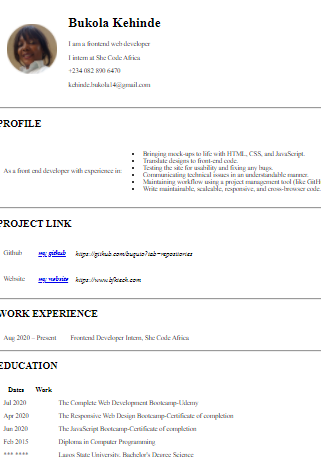 Bukola Kehinde
I am a frontend web developer
I intern at She Code Africa
+234 082 890 6470
kehinde.bukola14@gmail.com
PROFILE
As a front end developer with experience in:
Bringing mock-ups to life with HTML, CSS, and JavaScript.
Translate designs to front-end code.
Testing the site for usability and fixing any bugs.
Communicating technical issues in an understandable manner.
Maintaining workflow using a project management tool (like GitH
Write maintainable, scaleable, responsive, and cross-browser code.
PROJECT LINK
Github my github https://github.com/buguto?tab=repositories
Website my website https://www.bfkteck.com
WORK EXPERIENCE
Aug 2020 – Present Frontend Developer Intern, She Code Africa
EDUCATION
Dates Work
Jul 2020 The Complete Web Development Bootcamp-Udemy
Apr 2020 The Responsive Web Design Bootcamp-Certificate of completion
Jun 2020 The JavaScript Bootcamp-Certificate of completion
Feb 2015 Diploma in Computer Programming
*** **** Lagos State University, Bachelor's Degree Science